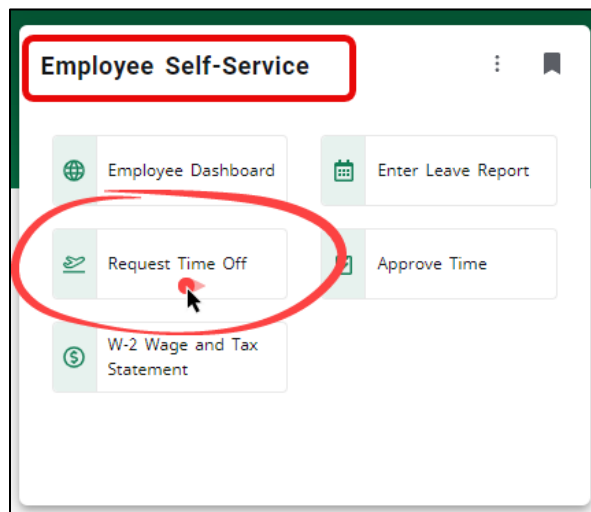 Employee Self-Service
Employee Dashboard
Enter Leave Report
Request Time Off
Approve Time
W-2 Wage and Tax
Statement